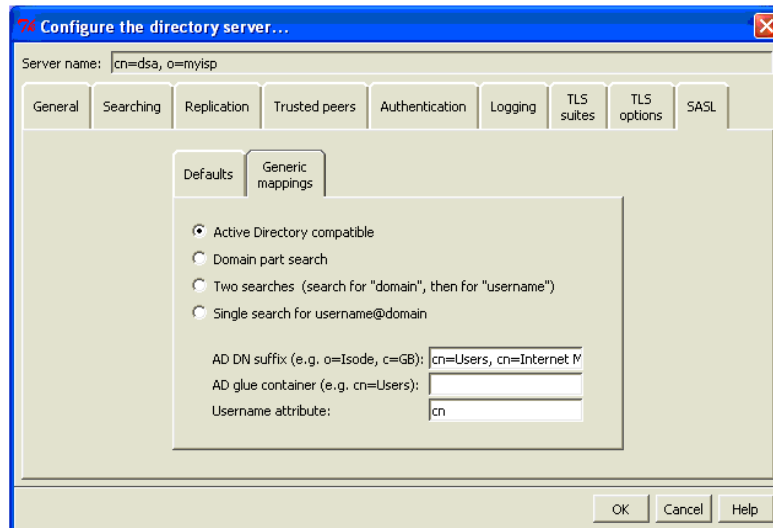 Configure the directory server...
Server name: cn=dsa, o=myisp
General Searching Replication Trusted peers Authentication Logging TLS suites TLS options SASL
Defaults Generic mappings
Active Directory compatible
Domain part search
Two searches (search for "domain", then for "username")
Single search for username@domain
AD DN suffix (e.g. o=Isode, c=GB): cn=Users, cn=Internet M
AD glue container (e.g. cn=Users):
Username attribute: cn
OK Cancel Help